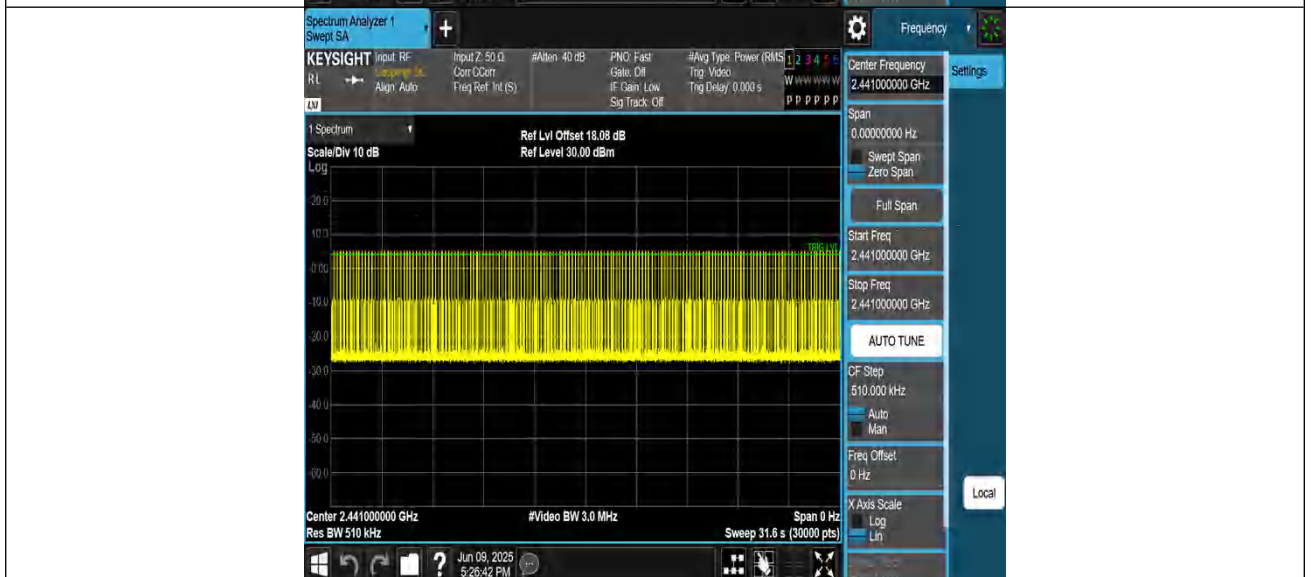 Spectrum Analyzer 1
Swept SA
+
Frequency
KEYSIGHT
Input: RF
Input Z: 50 Ω
#Atten: 40 dB
PNO: Fast
#Avg Type: Power (RMS
1 2 3 4 5 6
RL
Corr CCorr
Gate: Off
Trig: Video
W W W W W W
Align: Auto
Freq Ref: Int (S)
IF Gain: Low
Trig Delay: 0.000 s
LXI
Sig Track: Off
P P P P P P
1 Spectrum
Ref Lvl Offset 18.08 dB
Scale/Div 10 dB
Ref Level 30.00 dBm
Log
20.0
10.0
TRIG LVL
0.00
-10.0
-20.0
-30.0
-40.0
-50.0
-60.0
Center 2.441000000 GHz
#Video BW 3.0 MHz
Span 0 Hz
Res BW 510 kHz
Sweep 31.6 s (30000 pts)
Center Frequency
2.441000000 GHz
Settings
Span
0.00000000 Hz
Swept Span
Zero Span
Full Span
Start Freq
2.441000000 GHz
Stop Freq
2.441000000 GHz
AUTO TUNE
CF Step
510.000 kHz
Auto
Man
Freq Offset
0 Hz
Local
X Axis Scale
Log
Lin
?
Jun 09, 2025
5:26:42 PM